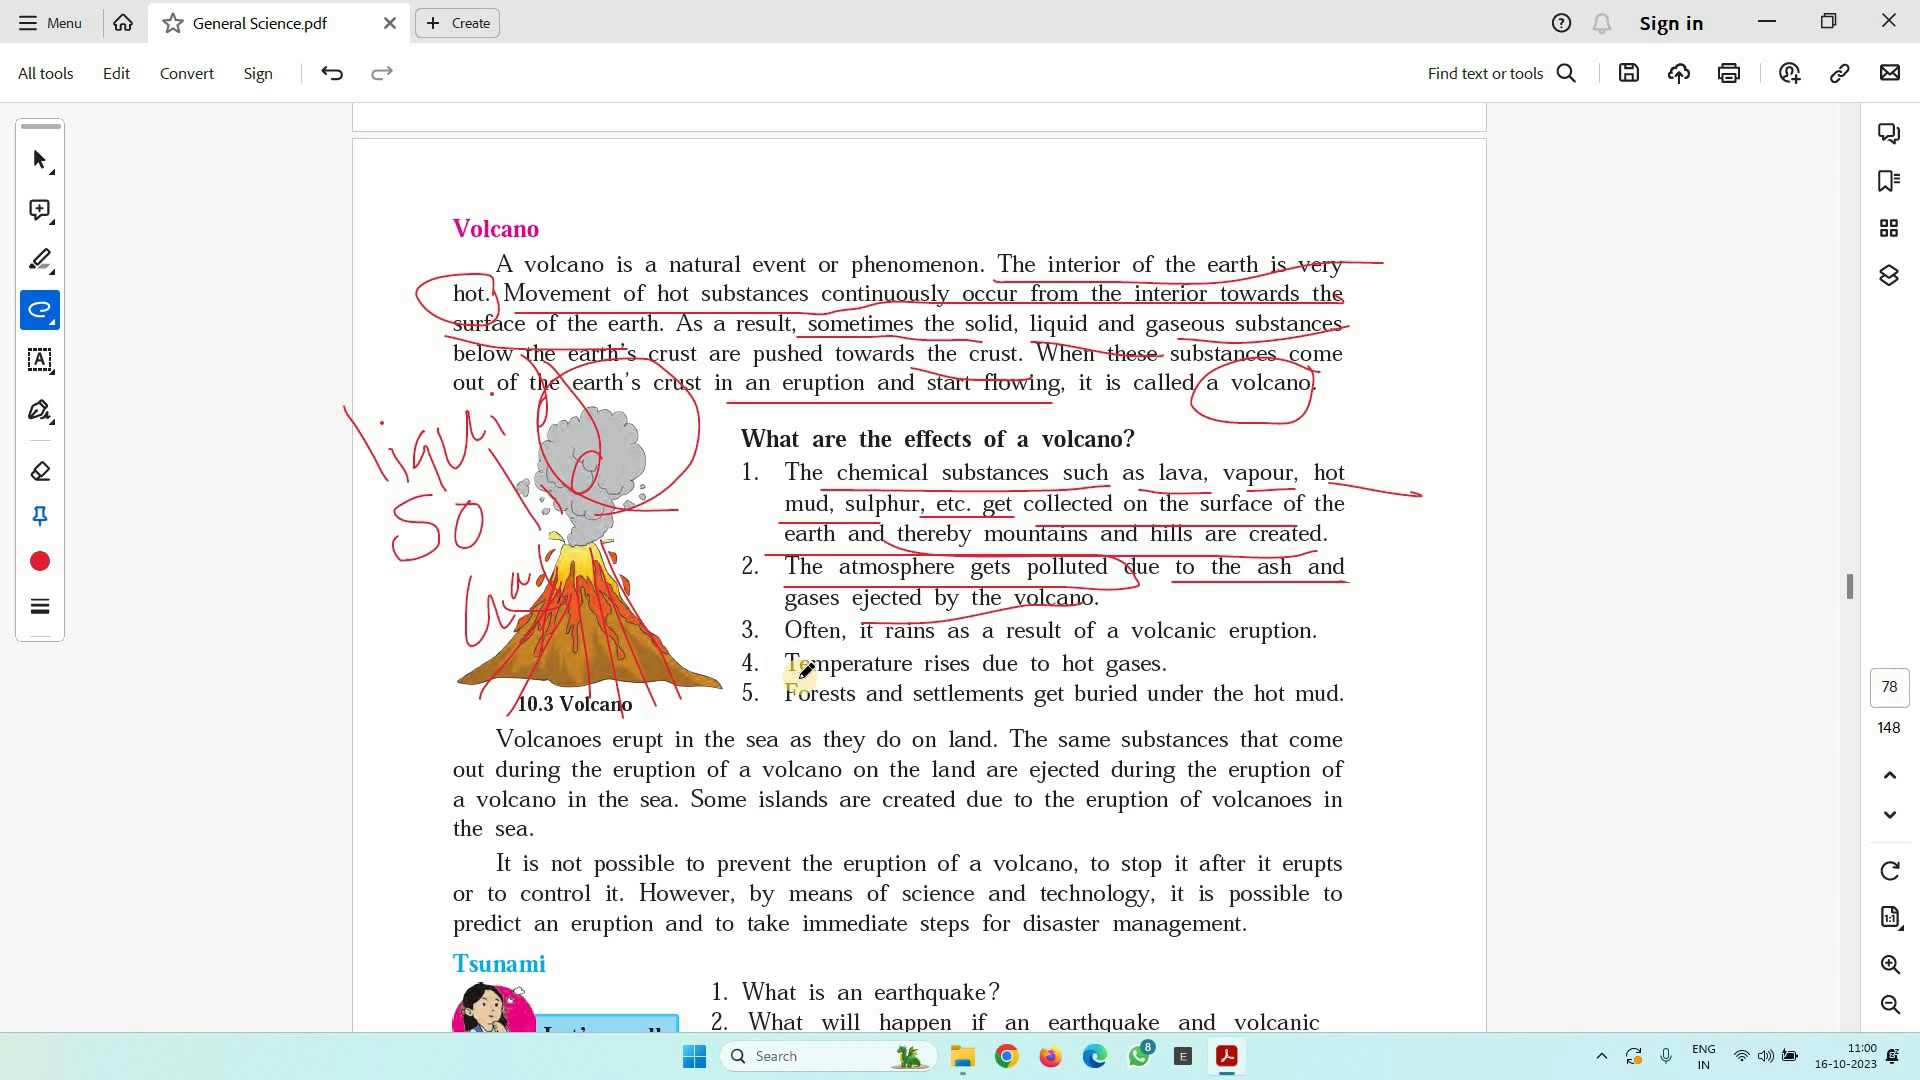 Menu
General Science.pdf
Create
Sign in
All tools
Edit
Convert
Sign
Find text or tools
Volcano
A volcano is a natural event or phenomenon. The interior of the earth is very
hot. Movement of hot substances continuously occur from the interior towards the
surface of the earth. As a result, sometimes the solid, liquid and gaseous substances
below the earth's crust are pushed towards the crust. When these substances come
out of the earth's crust in an eruption and start flowing, it is called a volcano.
liqui
so
What are the effects of a volcano?
1. The chemical substances such as lava, vapour, hot
mud, sulphur, etc. get collected on the surface of the
earth and thereby mountains and hills are created.
2. The atmosphere gets polluted due to the ash and
gases ejected by the volcano.
3. Often, it rains as a result of a volcanic eruption.
4. Temperature rises due to hot gases.
5. Forests and settlements get buried under the hot mud.
10.3 Volcano
Volcanoes erupt in the sea as they do on land. The same substances that come
out during the eruption of a volcano on the land are ejected during the eruption of
a volcano in the sea. Some islands are created due to the eruption of volcanoes in
the sea.
It is not possible to prevent the eruption of a volcano, to stop it after it erupts
or to control it. However, by means of science and technology, it is possible to
predict an eruption and to take immediate steps for disaster management.
Tsunami
1. What is an earthquake?
2. What will happen if an earthquake and volcanic
78
148
Search
8
E
ENG
IN
11:00
16-10-2023